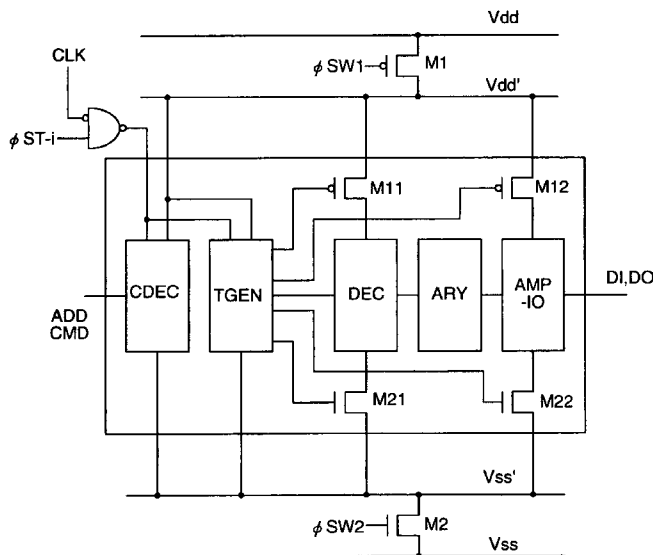 Vdd
CLK
φSW1
M1
Vdd'
φST-i
M11
M12
CDEC
TGEN
DEC
ARY
AMP
-IO
DI,DO
ADD
CMD
M21
M22
Vss'
φSW2
M2
Vss